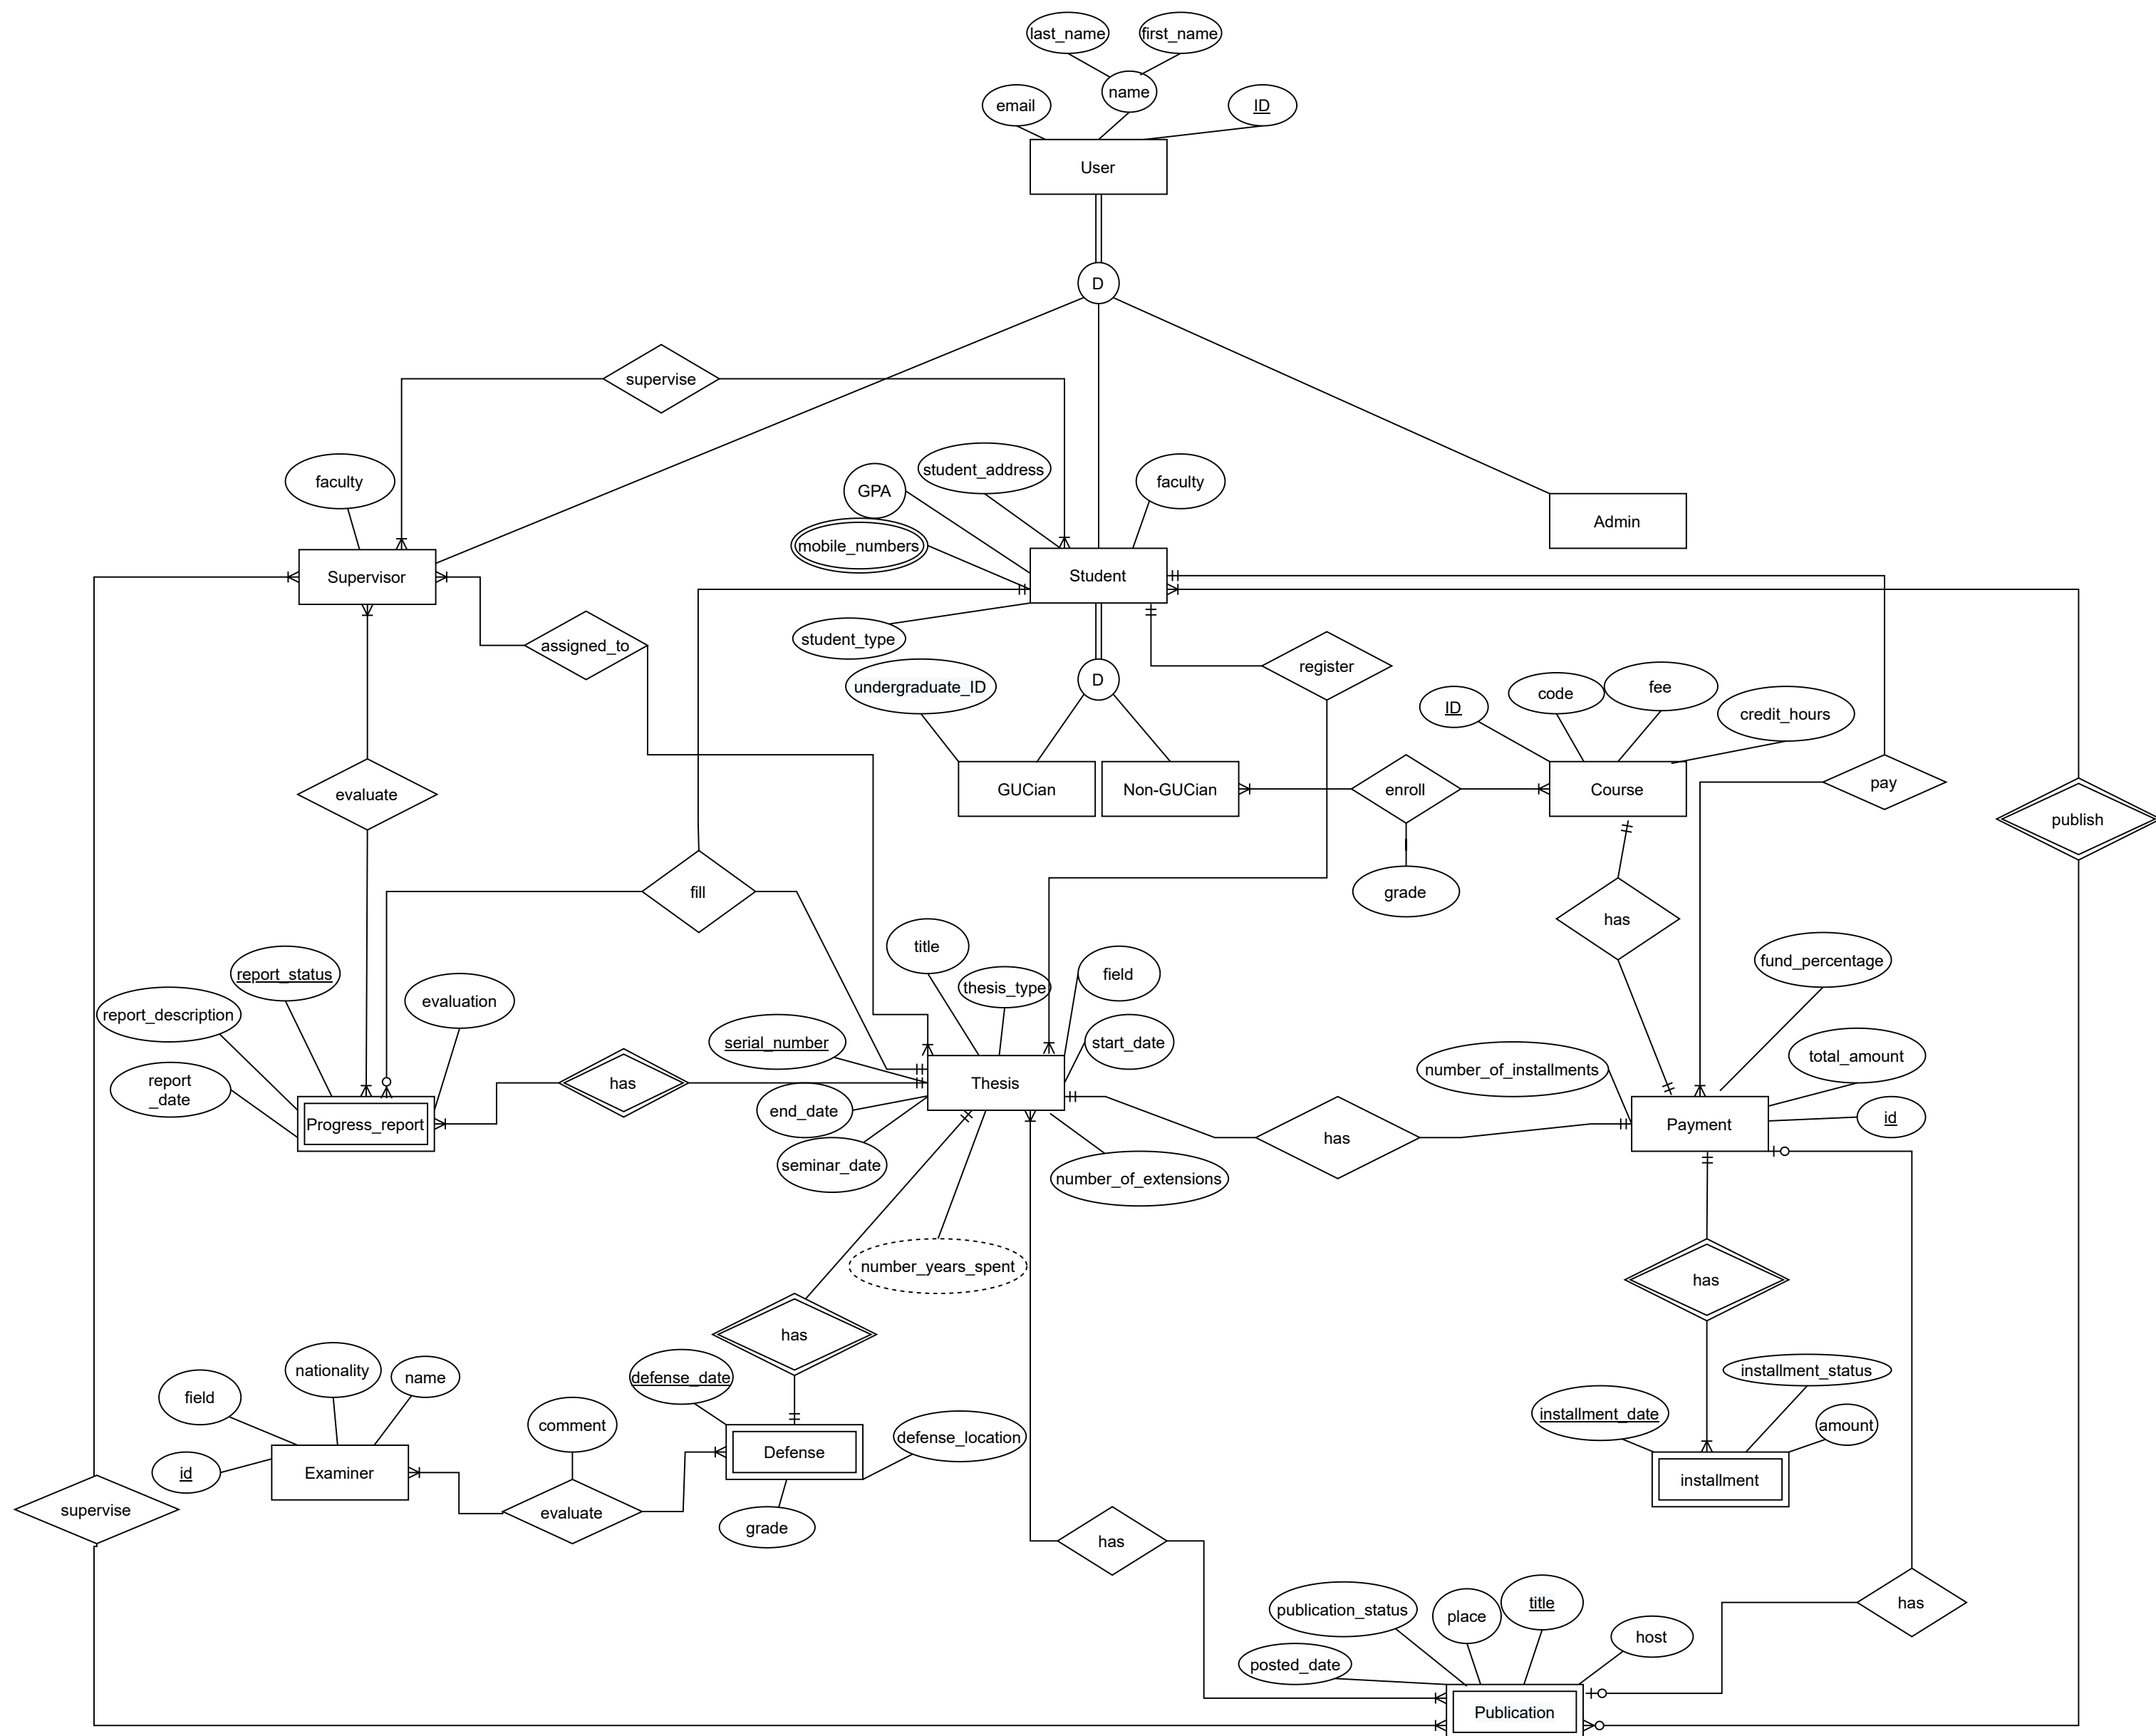 last_name
first_name
name
email
ID
User
D
supervise
student_address
faculty
faculty
GPA
Admin
mobile_numbers
Supervisor
Student
student_type
assigned_to
register
D
undergraduate_ID
code
fee
ID
credit_hours
evaluate
GUCian
Non-GUCian
enroll
Course
pay
publish
fill
grade
has
title
fund_percentage
report_status
field
thesis_type
evaluation
report_description
serial_number
start_date
total_amount
number_of_installments
report
_date
has
Thesis
end_date
id
Progress_report
Payment
has
seminar_date
number_of_extensions
number_years_spent
has
has
nationality
name
defense_date
installment_status
field
installment_date
comment
amount
defense_location
Defense
id
Examiner
installment
supervise
evaluate
grade
has
publication_status
place
title
has
host
posted_date
Publication